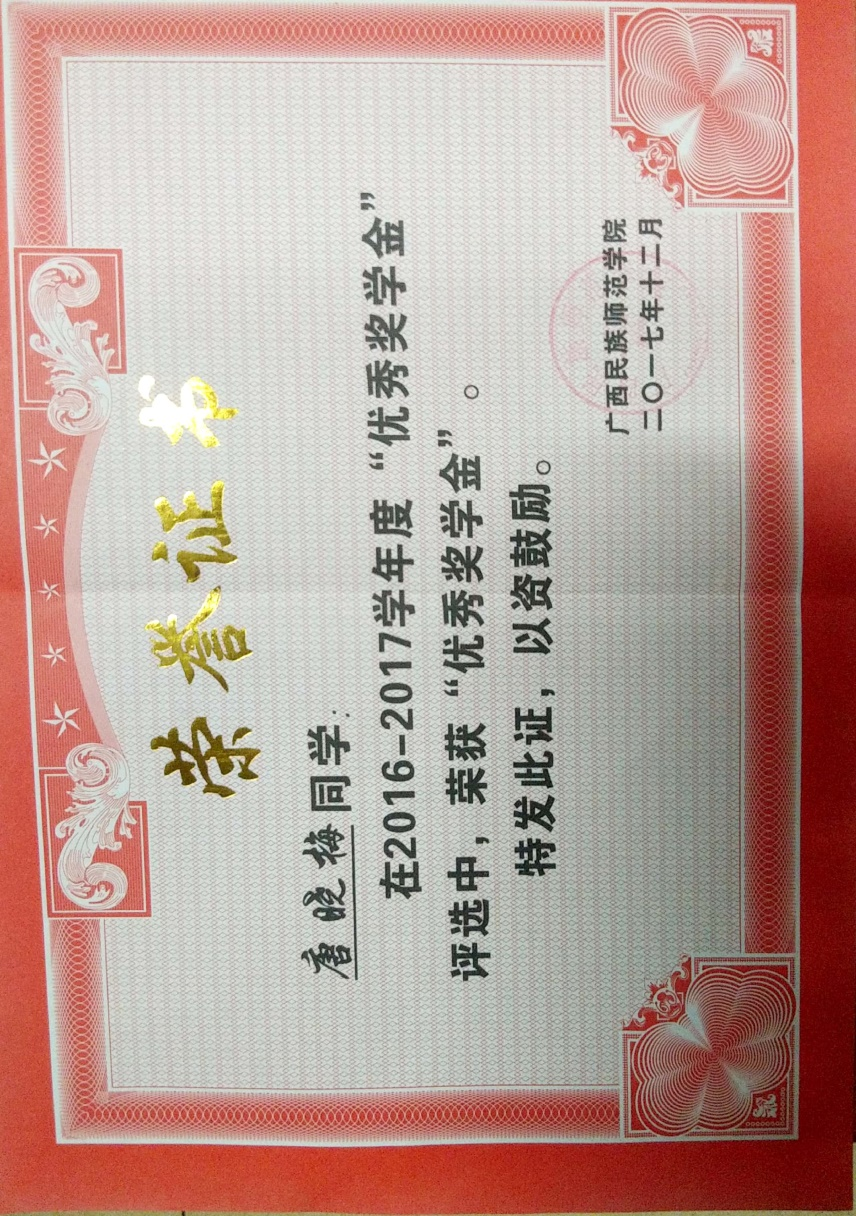 荣誉证书
唐晓梅同学：
在2016-2017学年度“优秀奖学金”
评选中，荣获“优秀奖学金”。
特发此证，以资鼓励。
广西民族师范学院
二〇一七年十二月